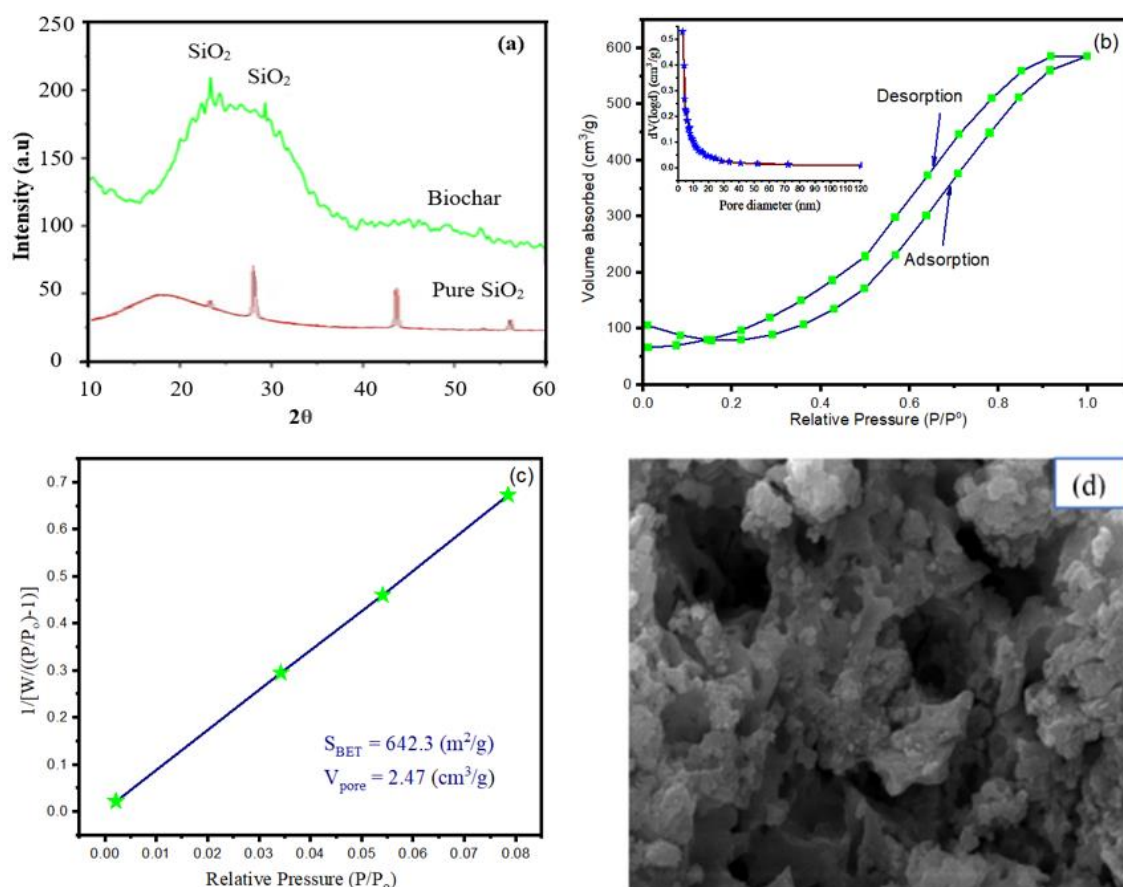 (a)
250
200
150
100
50
0
Intensity (a.u)
SiO₂
SiO₂
Biochar
Pure SiO₂
10 20 30 40 50 60
2θ
(b)
600
500
400
300
200
100
0
Volume absorbed (cm³/g)
0.5
0.4
0.3
0.2
0.1
0.0
dV(logd) (cm³/g)
0 10 20 30 40 50 60 70 80 90 100 110 120
Pore diameter (nm)
Desorption
Adsorption
0.0 0.2 0.4 0.6 0.8 1.0
Relative Pressure (P/P⁰)
(c)
0.7
0.6
0.5
0.4
0.3
0.2
0.1
0.0
1/[W/((P/Pₒ)-1)]
S_BET = 642.3 (m²/g)
V_pore = 2.47 (cm³/g)
0.00 0.01 0.02 0.03 0.04 0.05 0.06 0.07 0.08
Relative Pressure (P/Pₒ)
(d)